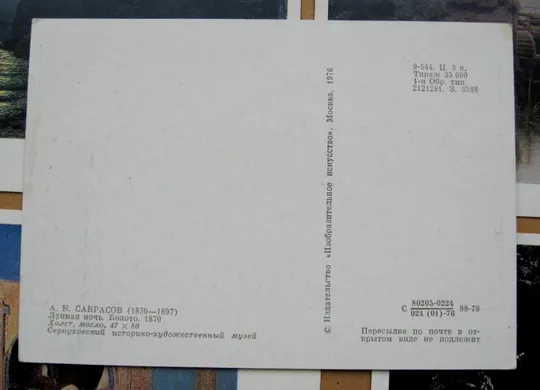 9-544. Ц. 3 к.
Тираж 35 000
1-я Обр. тип.
2121281. З. 3588
© Издательство «Изобразительное искусство», Москва, 1976
А. К. САВРАСОВ (1830—1897)
Лунная ночь. Болото. 1870
Холст, масло, 47 × 80
Серпуховский историко-художественный музей
С 80205-0224 88-76
024 (01)-76
Пересылке по почте в от-
крытом виде не подлежит